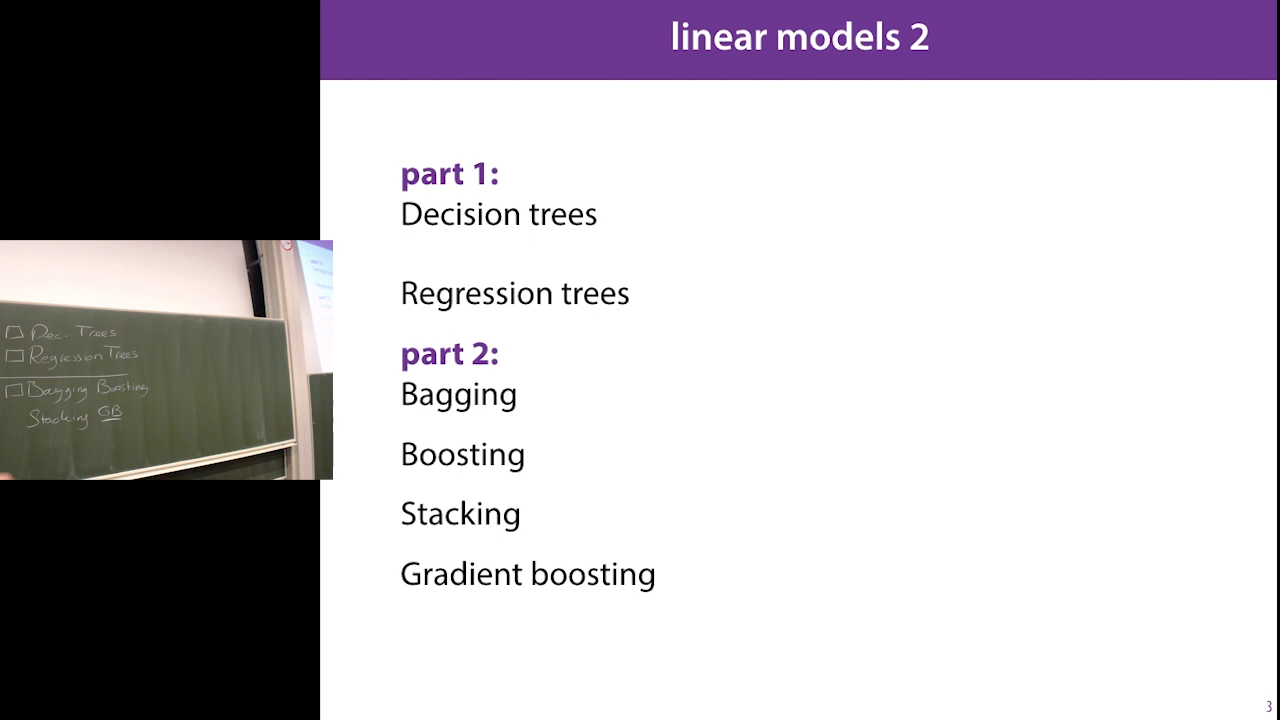 linear models 2
part 1:
Decision trees
Regression trees
part 2:
Bagging
Boosting
Stacking
Gradient boosting
3
Dec. Trees
Regression Trees
Bagging Boosting
Stacking GB